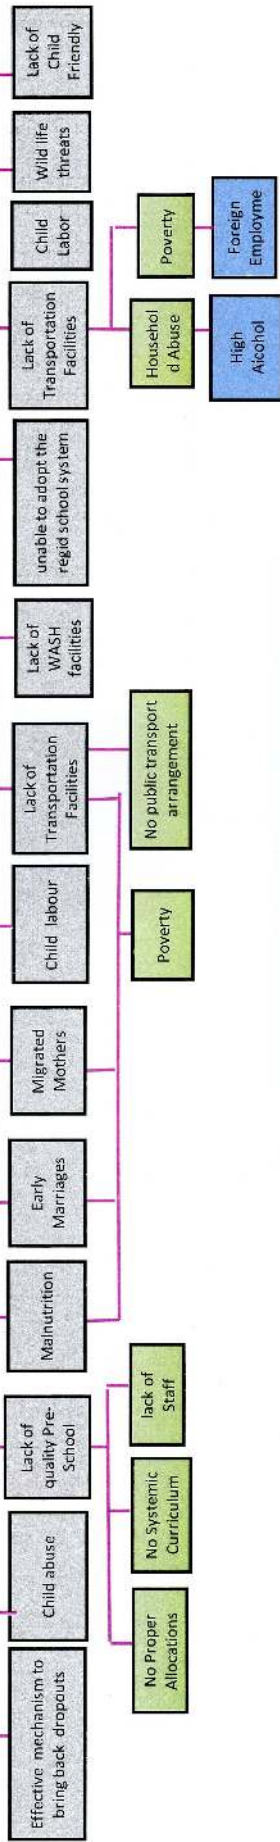 Effective mechanism to
bring back dropouts
Child abuse
Lack of
quality Pre-
School
Malnutrition
Early
Marriages
Migrated
Mothers
Child labour
Lack of
Transportation
Facilities
Lack of
WASH
facilities
unable to adopt the
regid school system
Lack of
Transportation
Facilities
Child
Labor
Wild life
threats
Lack of
Child
Friendly
No Proper
Allocations
No Systemic
Curriculum
lack of
Staff
Poverty
No public transport
arrangement
Househol
d Abuse
Poverty
High
Alcohol
Foreign
Employme